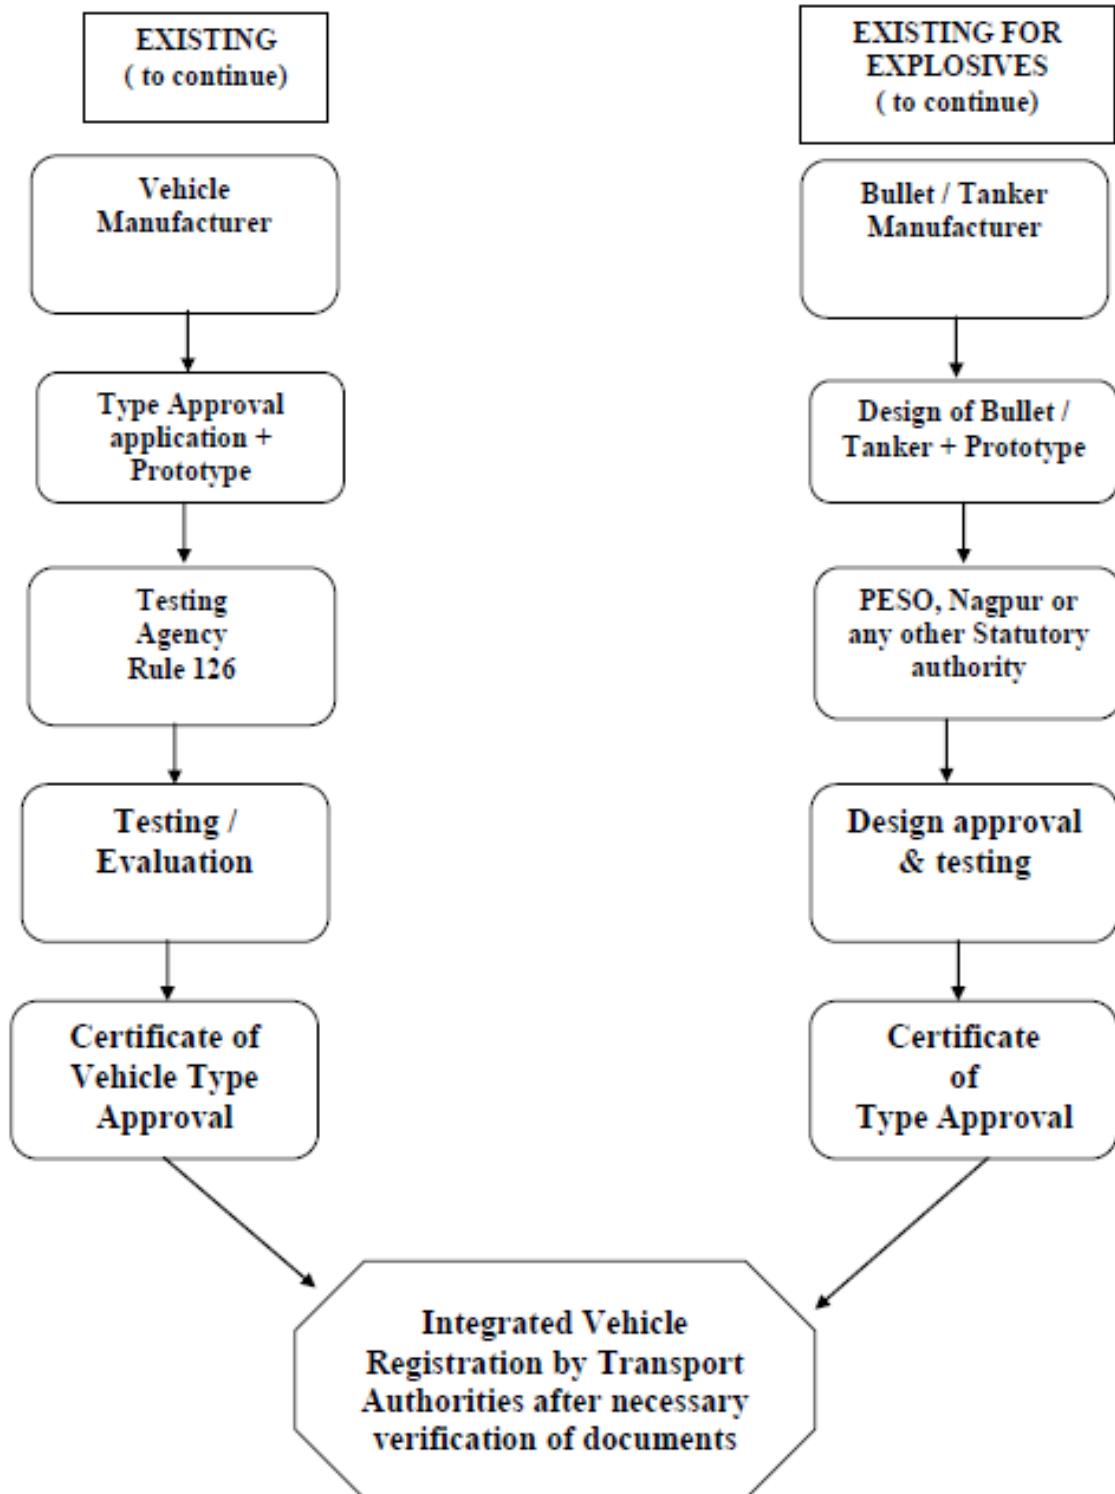 EXISTING
( to continue)
Vehicle
Manufacturer
Type Approval
application +
Prototype
Testing
Agency
Rule 126
Testing /
Evaluation
Certificate of
Vehicle Type
Approval
EXISTING FOR
EXPLOSIVES
( to continue)
Bullet / Tanker
Manufacturer
Design of Bullet /
Tanker + Prototype
PESO, Nagpur or
any other Statutory
authority
Design approval
& testing
Certificate
of
Type Approval
Integrated Vehicle
Registration by Transport
Authorities after necessary
verification of documents